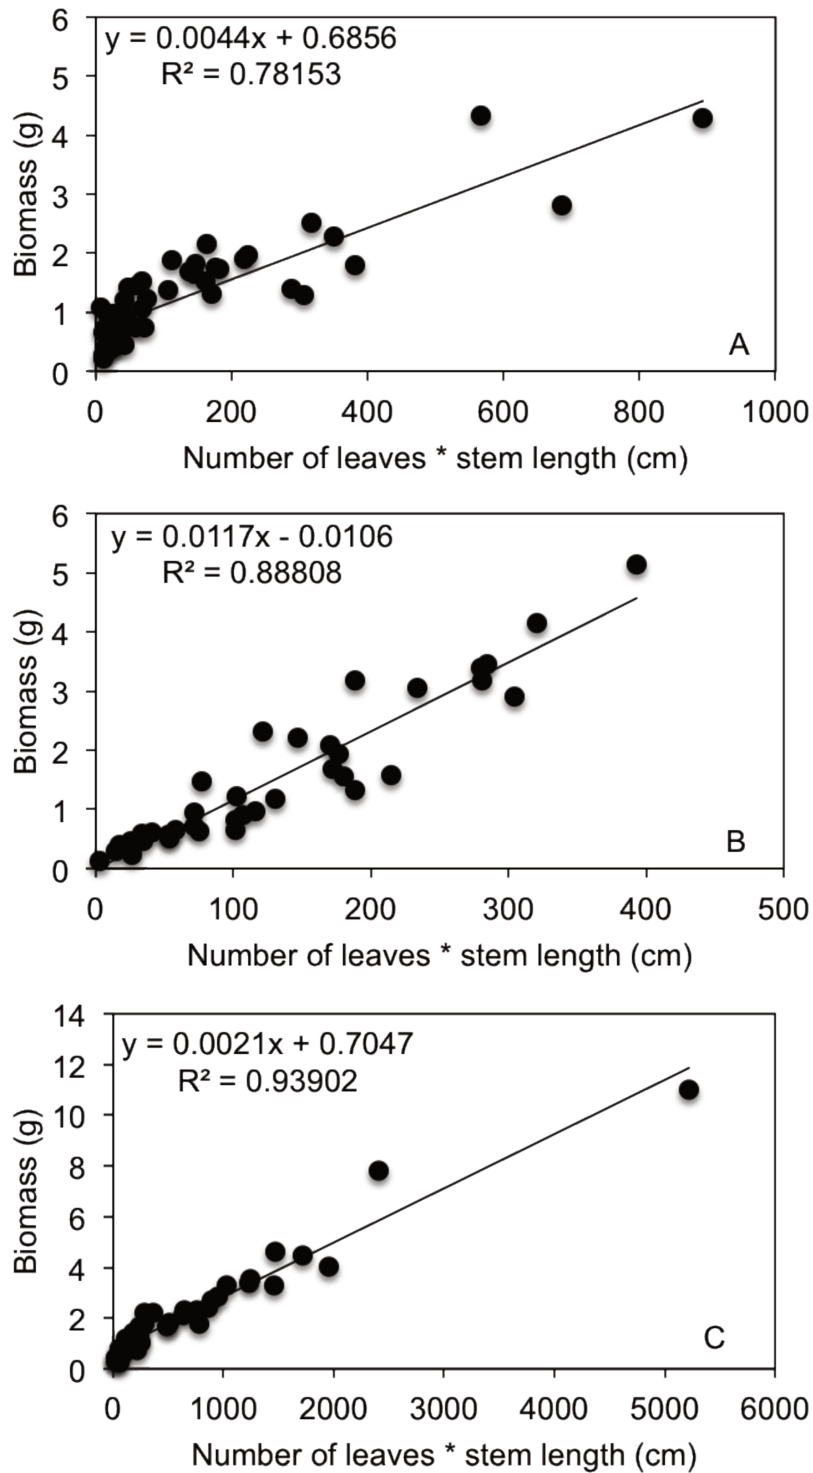 6
y = 0.0044x + 0.6856
R² = 0.78153
5
4
3
2
1
0
Biomass (g)
A
0 200 400 600 800 1000
Number of leaves * stem length (cm)
6
y = 0.0117x - 0.0106
R² = 0.88808
5
4
3
2
1
0
Biomass (g)
B
0 100 200 300 400 500
Number of leaves * stem length (cm)
14
y = 0.0021x + 0.7047
R² = 0.93902
12
10
8
6
4
2
0
Biomass (g)
C
0 1000 2000 3000 4000 5000 6000
Number of leaves * stem length (cm)